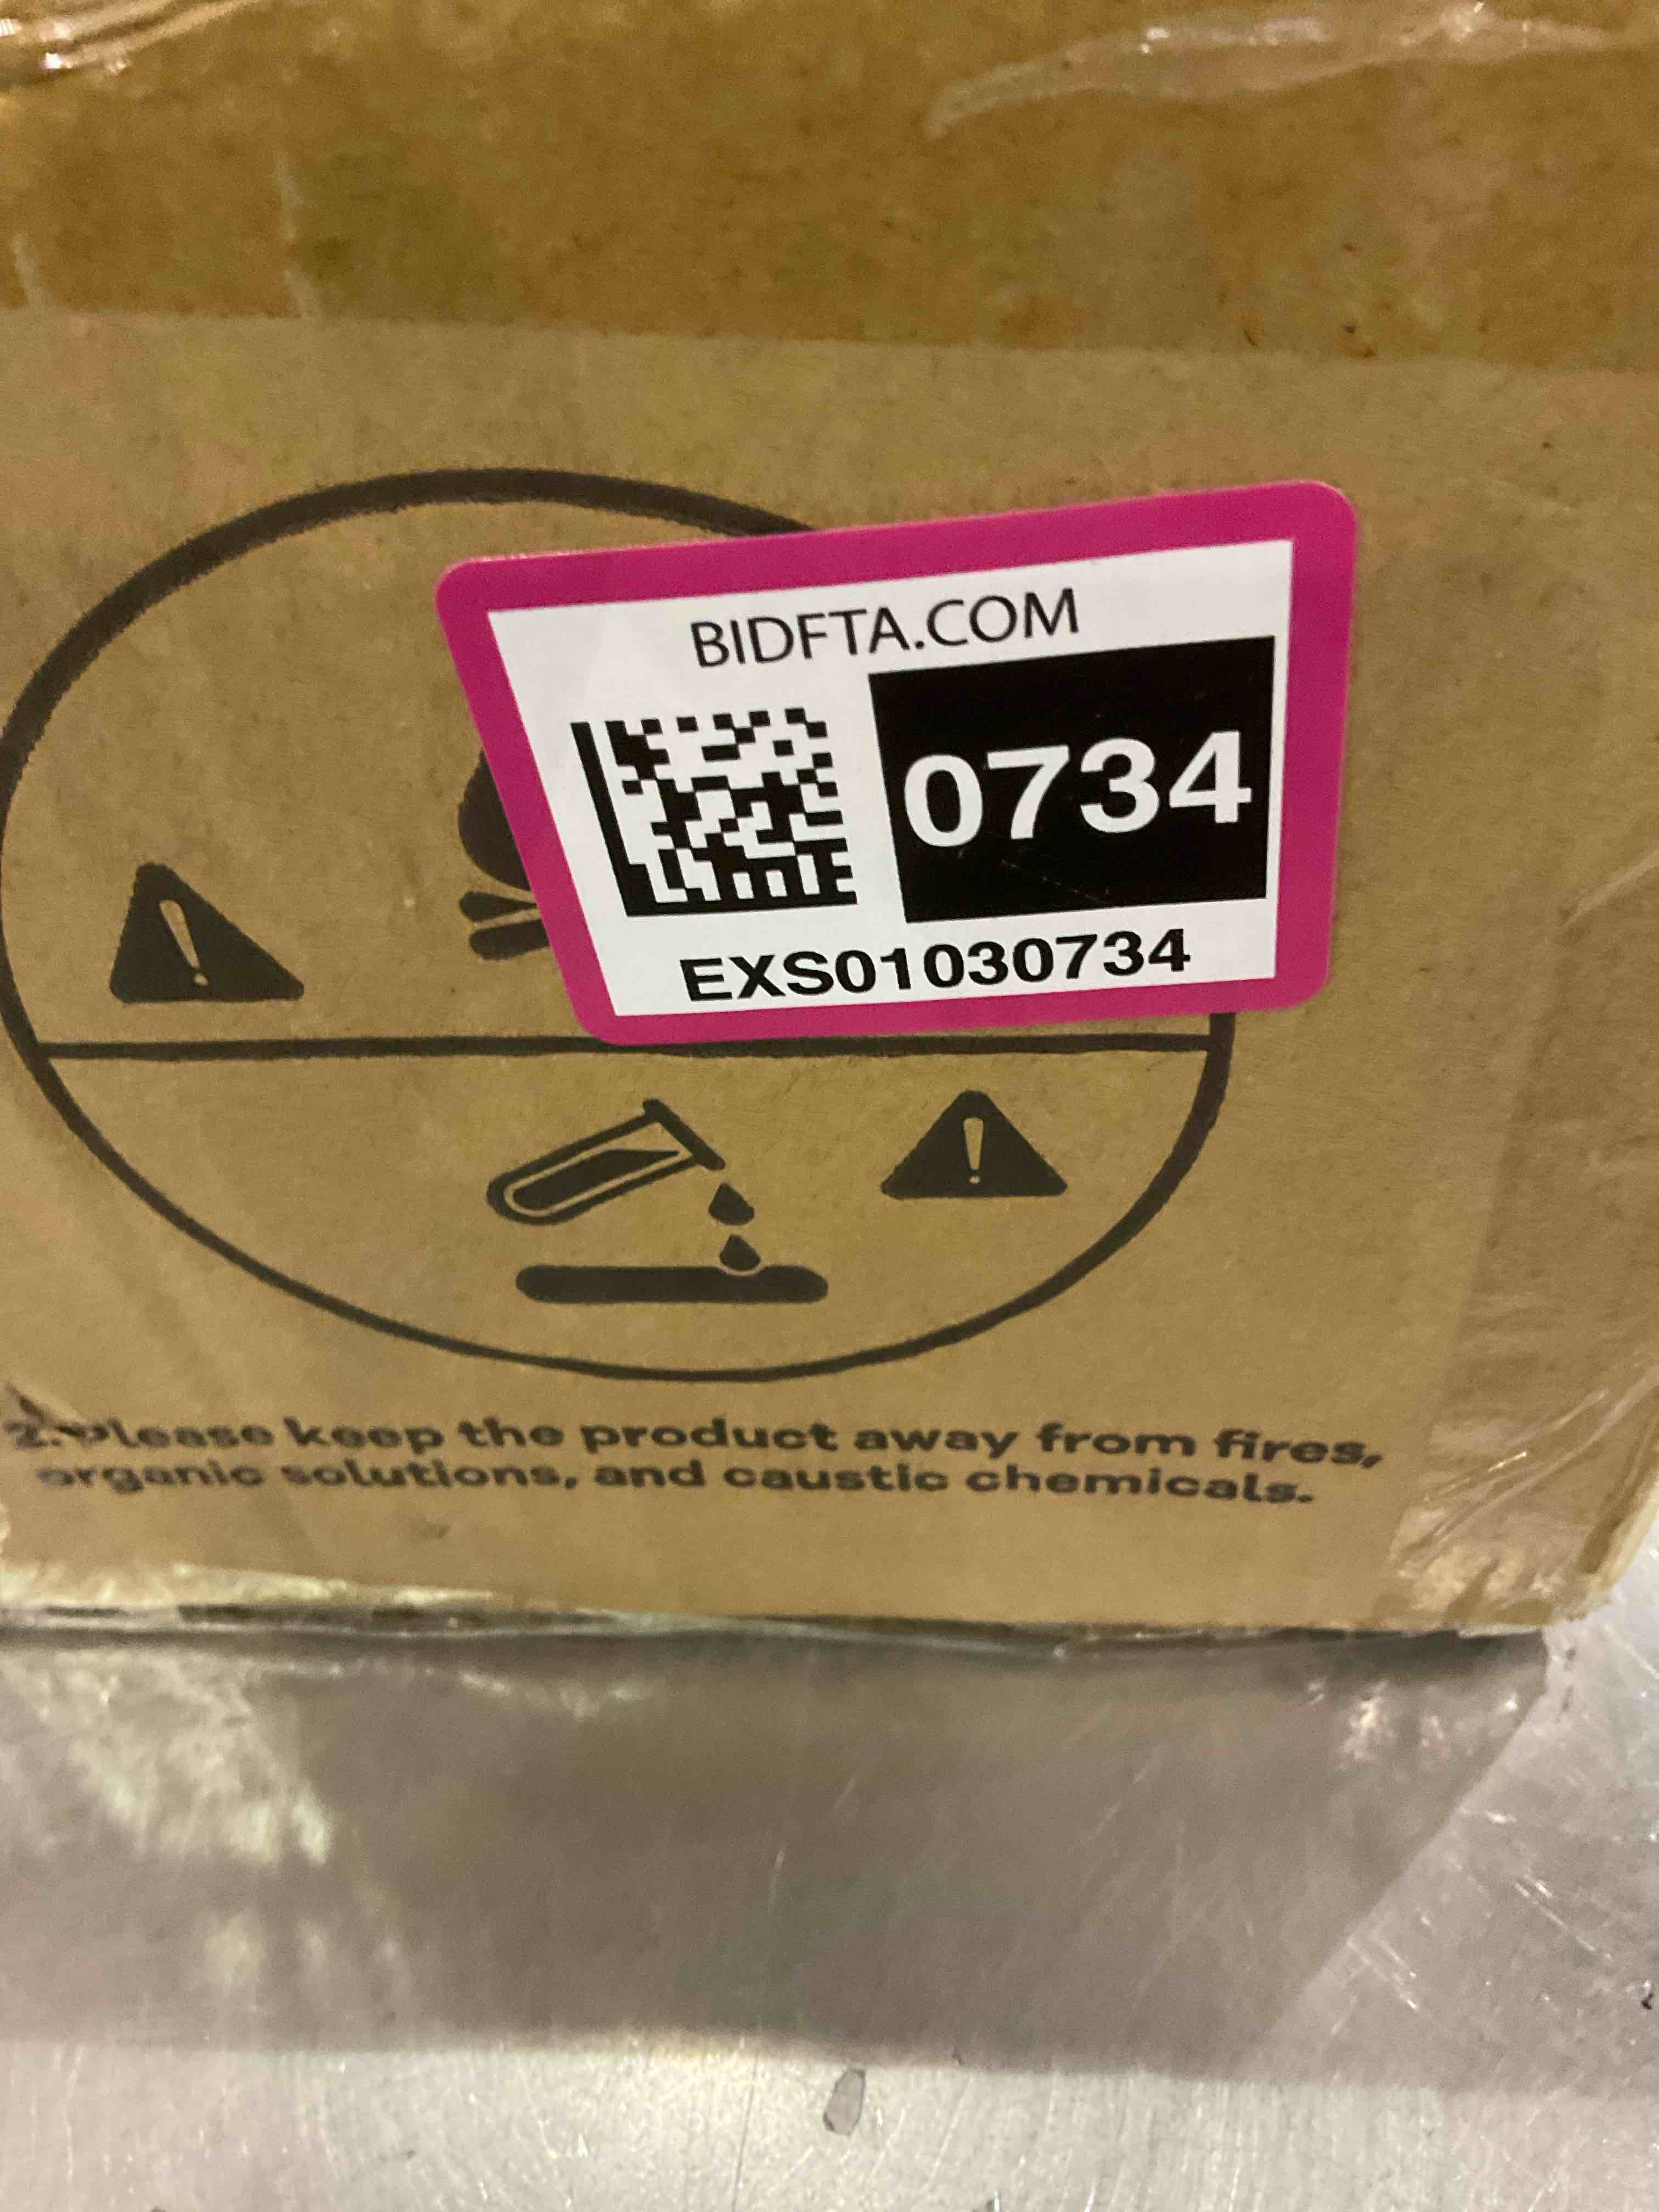 BIDFTA.COM
0734
EXS01030734
2. Please keep the product away from fires,
organic solutions, and caustic chemicals.